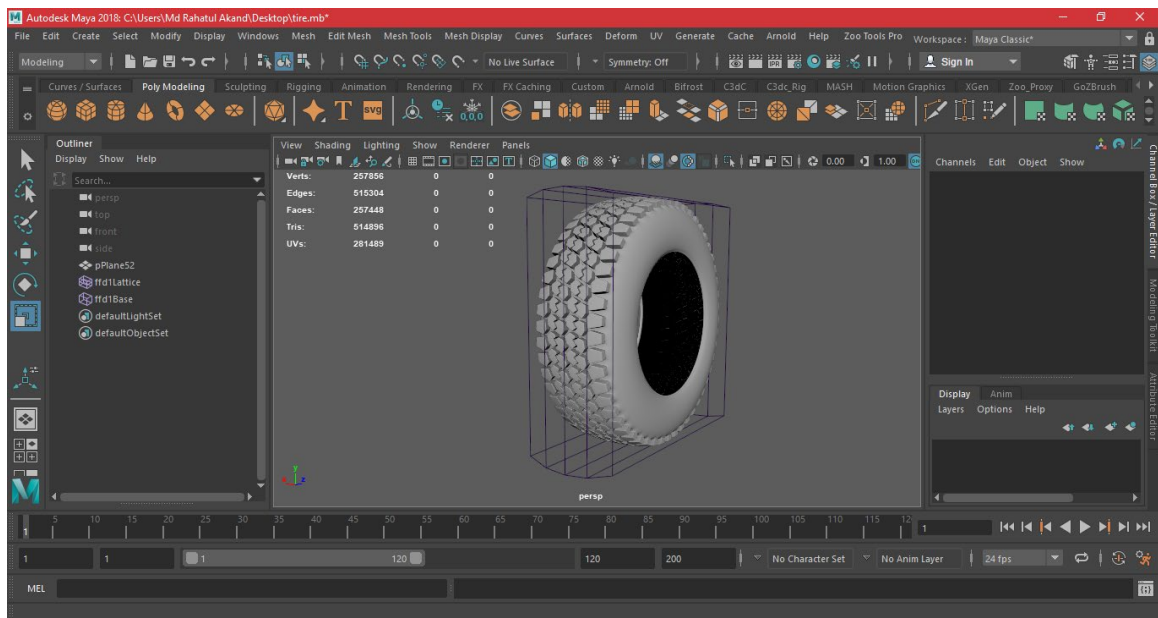 Autodesk Maya 2018: C:\Users\Md Rahatul Akand\Desktop\tire.mb*
File Edit Create Select Modify Display Windows Mesh Edit Mesh Mesh Tools Mesh Display Curves Surfaces Deform UV Generate Cache Arnold Help Zoo Tools Pro Workspace: Maya Classic*
Modeling No Live Surface Symmetry: Off IPR Sign In
Curves / Surfaces Poly Modeling Sculpting Rigging Animation Rendering FX FX Caching Custom Arnold Bifrost C3dC C3dc_Rig MASH Motion Graphics XGen Zoo_Proxy GoZBrush
T SVG 0,0,0
Outliner
Display Show Help
Search...
persp
top
front
side
pPlane52
ffd1Lattice
ffd1Base
defaultLightSet
defaultObjectSet
View Shading Lighting Show Renderer Panels
0.00 1.00
Verts: 257856 0 0
Edges: 515304 0 0
Faces: 257448 0 0
Tris: 514896 0 0
UVs: 281489 0 0
y
x z
persp
Channels Edit Object Show
Channel Box / Layer Editor
Modeling Toolkit
Attribute Editor
Display Anim
Layers Options Help
1 5 10 15 20 25 30 35 40 45 50 55 60 65 70 75 80 85 90 95 100 105 110 115 12 1
1 1 1 120 120 200 No Character Set No Anim Layer 24 fps
MEL